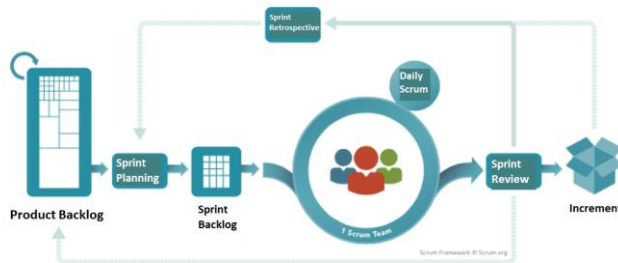 Sprint
Retrospective
Daily
Scrum
Sprint
Planning
Sprint
Review
Product Backlog
Sprint
Backlog
1 Scrum Team
Increment
Scrum Framework © Scrum.org